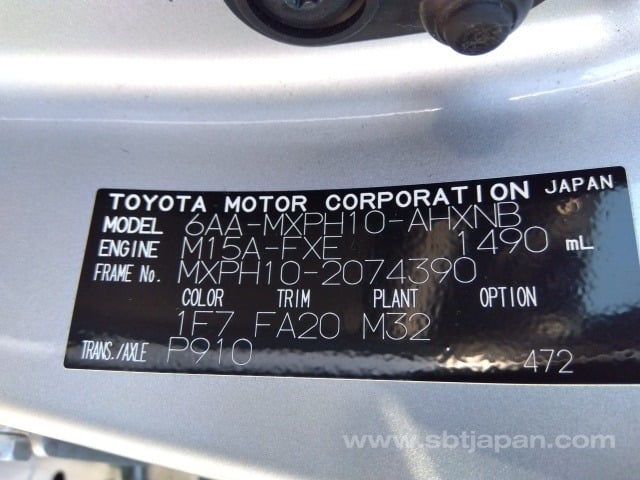 TOYOTA MOTOR CORPORATION JAPAN
MODEL 6AA-MXPH10-AHXNB
ENGINE M15A-FXE 1490 mL
FRAME No. MXPH10-2074390
COLOR TRIM PLANT OPTION
1F7 FA20 M32
TRANS./AXLE P910 472
www.sbtjapan.com